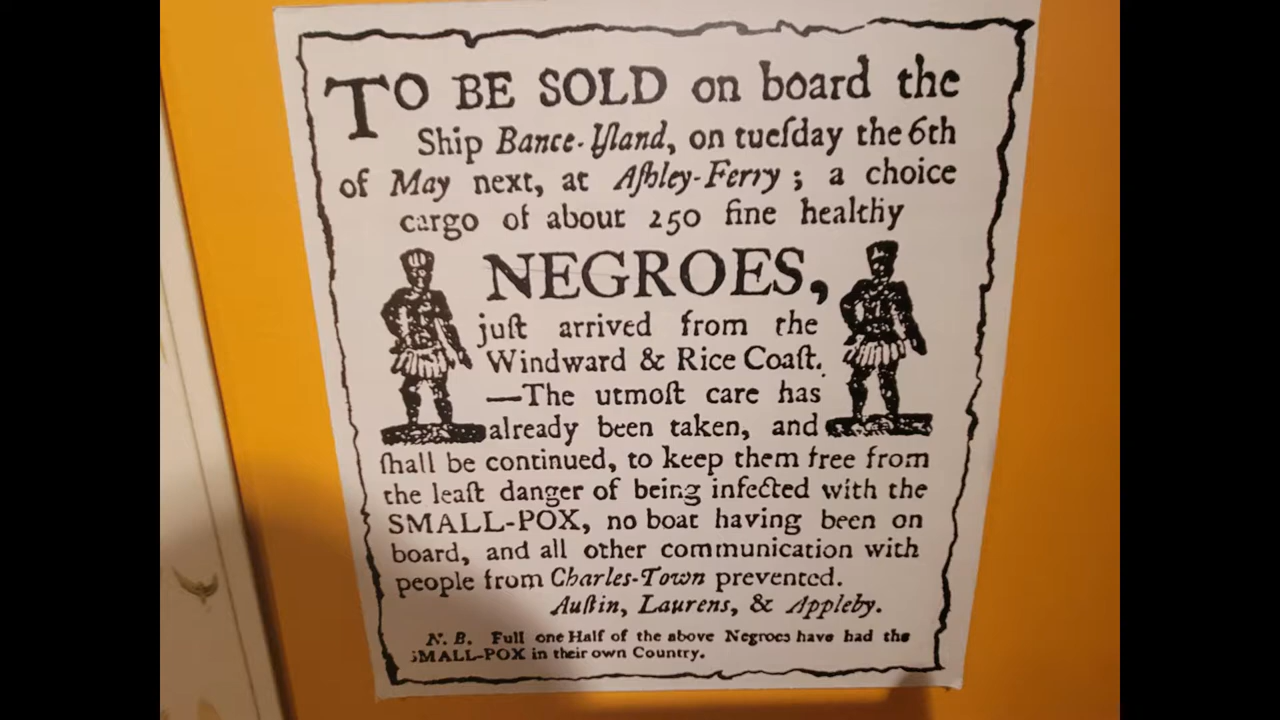 TO BE SOLD on board the
Ship Bance-Yſland, on tueſday the 6th
of May next, at Aſhley-Ferry; a choice
cargo of about 250 fine healthy
NEGROES,
juſt arrived from the
Windward & Rice Coaſt.
—The utmoſt care has
already been taken, and
ſhall be continued, to keep them free from
the leaſt danger of being infected with the
SMALL-POX, no boat having been on
board, and all other communication with
people from Charles-Town prevented.
Auſtin, Laurens, & Appleby.
N. B. Full one Half of the above Negroes have had the
SMALL-POX in their own Country.